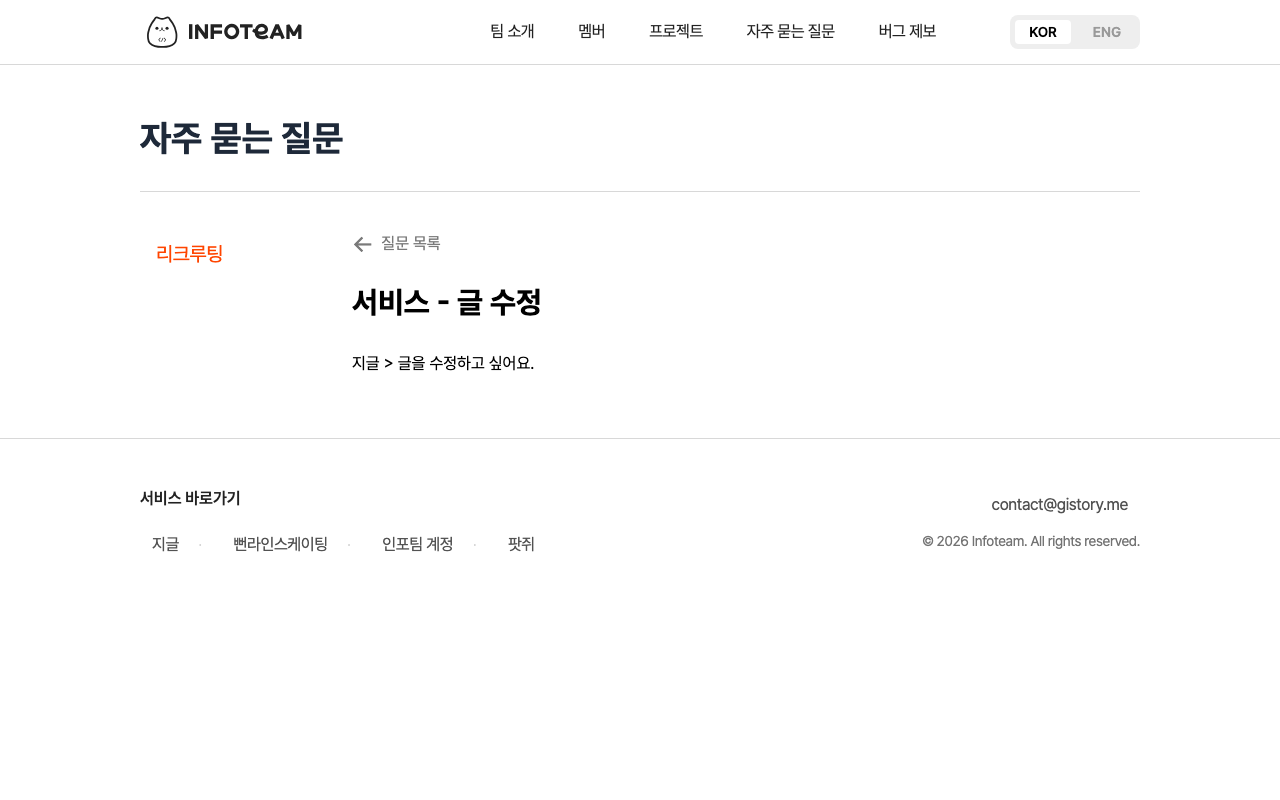 INFOTEAM
팀 소개
멤버
프로젝트
자주 묻는 질문
버그 제보
KOR
ENG
자주 묻는 질문
리크루팅
질문 목록
서비스 - 글 수정
지글 > 글을 수정하고 싶어요.
서비스 바로가기
지글 · 뻔라인스케이팅 · 인포팀 계정 · 팟쥐
contact@gistory.me
© 2026 Infoteam. All rights reserved.